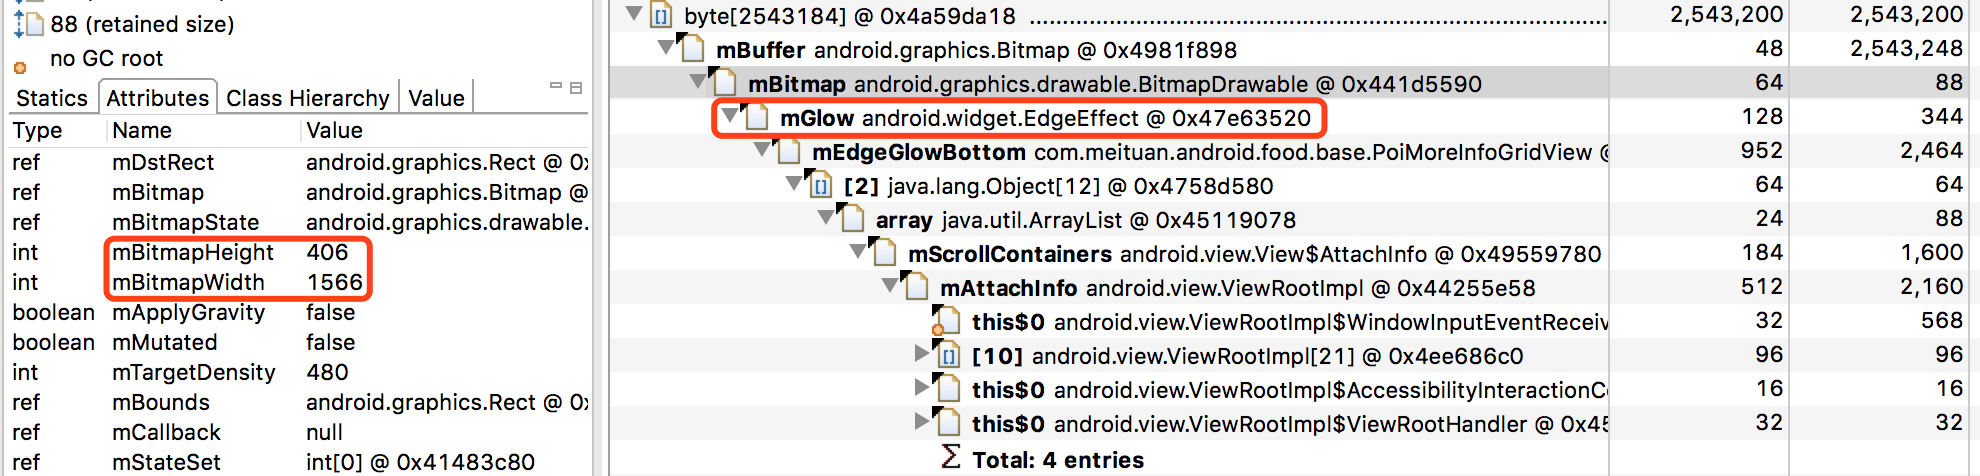 88 (retained size)
no GC root
Statics Attributes Class Hierarchy Value
Type Name Value
ref mDstRect android.graphics.Rect @ 0
ref mBitmap android.graphics.Bitmap @
ref mBitmapState android.graphics.drawable.
int mBitmapHeight 406
int mBitmapWidth 1566
boolean mApplyGravity false
boolean mMutated false
int mTargetDensity 480
ref mBounds android.graphics.Rect @ 0
ref mCallback null
ref mStateSet int[0] @ 0x41483c80
byte[2543184] @ 0x4a59da18 2,543,200 2,543,200
mBuffer android.graphics.Bitmap @ 0x4981f898 48 2,543,248
mBitmap android.graphics.drawable.BitmapDrawable @ 0x441d5590 64 88
mGlow android.widget.EdgeEffect @ 0x47e63520 128 344
mEdgeGlowBottom com.meituan.android.food.base.PoiMoreInfoGridView @ 952 2,464
[2] java.lang.Object[12] @ 0x4758d580 64 64
array java.util.ArrayList @ 0x45119078 24 88
mScrollContainers android.view.View$AttachInfo @ 0x49559780 184 1,600
mAttachInfo android.view.ViewRootImpl @ 0x44255e58 512 2,160
this$0 android.view.ViewRootImpl$WindowInputEventReceiv 32 568
[10] android.view.ViewRootImpl[21] @ 0x4ee686c0 96 96
this$0 android.view.ViewRootImpl$AccessibilityInteractionCo 16 16
this$0 android.view.ViewRootImpl$ViewRootHandler @ 0x45 32 32
Σ Total: 4 entries